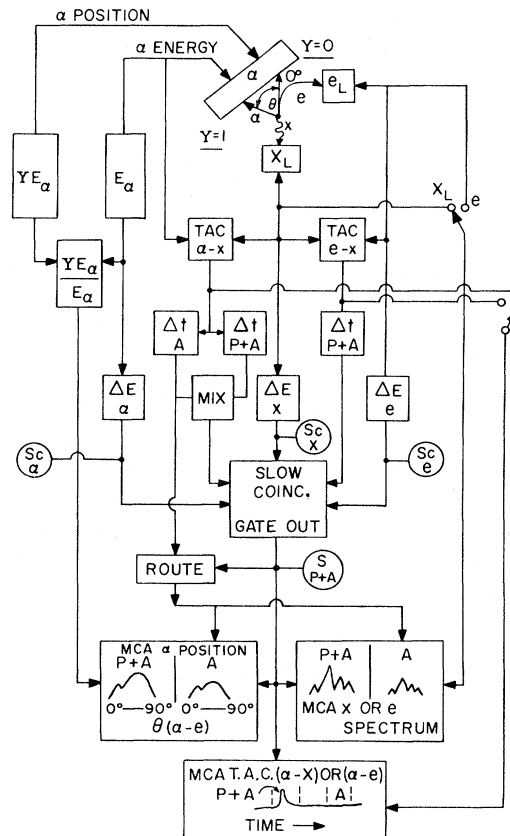 α POSITION
α ENERGY
Y=0
α
0°
e
e_L
θ
α
x
Y=1
X_L
YE_α
E_α
X_L
e
TAC
α-x
TAC
e-x
YE_α
E_α
Δt
A
Δt
P+A
Δt
P+A
ΔE
α
MIX
ΔE
x
ΔE
e
Sc
α
Sc
x
Sc
e
SLOW
COINC.
GATE OUT
ROUTE
S
P+A
MCA α POSITION
P+A
A
0°—90°
0°—90°
θ(α-e)
P+A
A
MCA x OR e
SPECTRUM
MCA T.A.C.(α-X)OR(α-e)
P+A
A
TIME